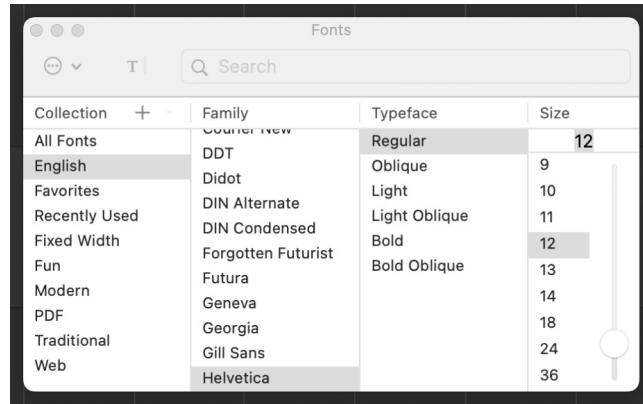 Fonts
T
Search
Collection + -
All Fonts
English
Favorites
Recently Used
Fixed Width
Fun
Modern
PDF
Traditional
Web
Family
Courier New
DDT
Didot
DIN Alternate
DIN Condensed
Forgotten Futurist
Futura
Geneva
Georgia
Gill Sans
Helvetica
Typeface
Regular
Oblique
Light
Light Oblique
Bold
Bold Oblique
Size
12
9
10
11
12
13
14
18
24
36